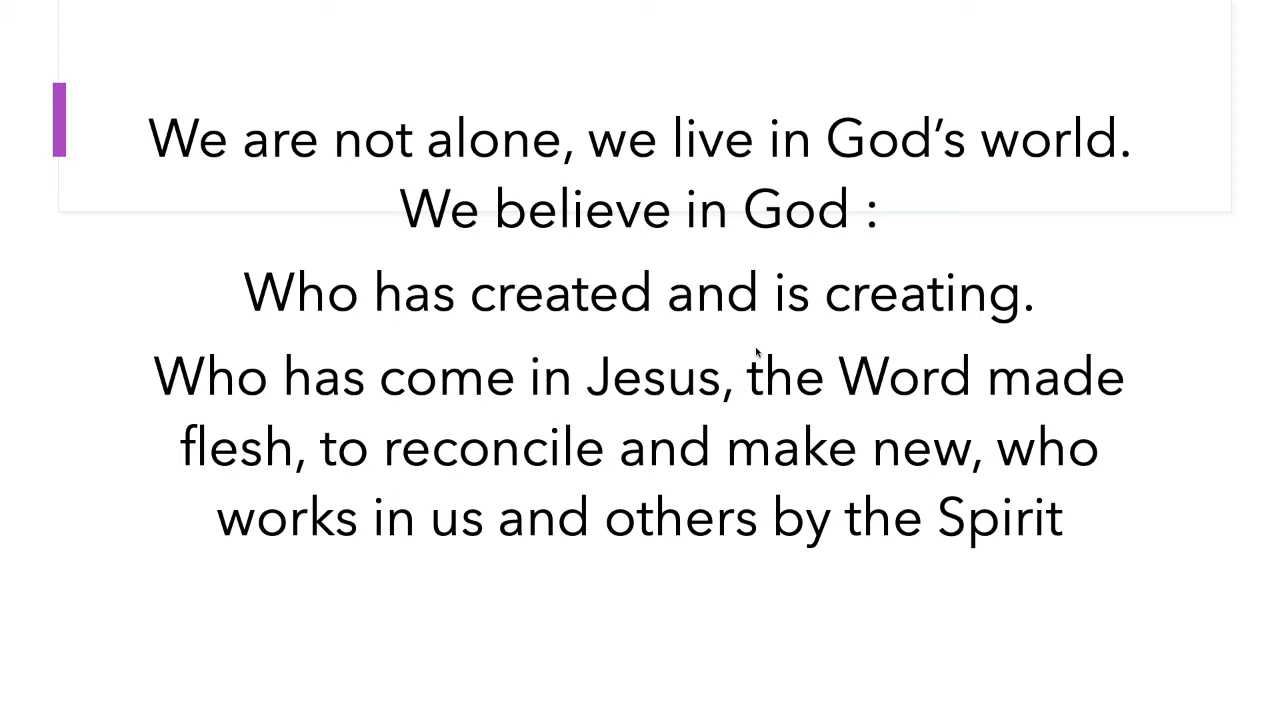 We are not alone, we live in God’s world.
We believe in God :
Who has created and is creating.
Who has come in Jesus, the Word made
flesh, to reconcile and make new, who
works in us and others by the Spirit